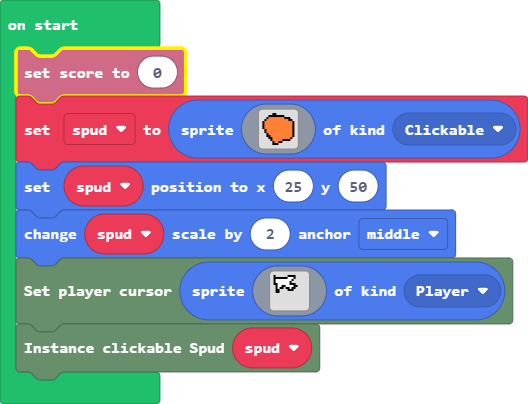 on start
set score to 0
set spud to sprite of kind Clickable
set spud position to x 25 y 50
change spud scale by 2 anchor middle
Set player cursor sprite of kind Player
Instance clickable Spud spud